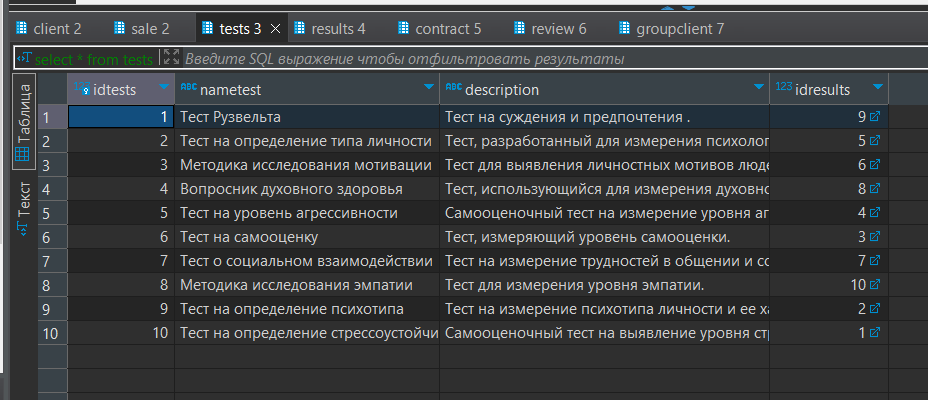 client 2 sale 2 tests 3 results 4 contract 5 review 6 groupclient 7
select * from tests Введите SQL выражение чтобы отфильтровать результаты
Таблица
Текст
123 idtests ABC nametest ABC description 123 idresults
1 1 Тест Рузвельта Тест на суждения и предпочтения . 9
2 2 Тест на определение типа личности Тест, разработанный для измерения психолог 5
3 3 Методика исследования мотивации Тест для выявления личностных мотивов люде 6
4 4 Вопросник духовного здоровья Тест, использующийся для измерения духовно 8
5 5 Тест на уровень агрессивности Самооценочный тест на измерение уровня аг 4
6 6 Тест на самооценку Тест, измеряющий уровень самооценки. 3
7 7 Тест о социальном взаимодействии Тест на измерение трудностей в общении и со 7
8 8 Методика исследования эмпатии Тест для измерения уровня эмпатии. 10
9 9 Тест на определение психотипа Тест на измерение психотипа личности и ее ха 2
10 10 Тест на определение стрессоустойчи Самооценочный тест на выявление уровня стр 1